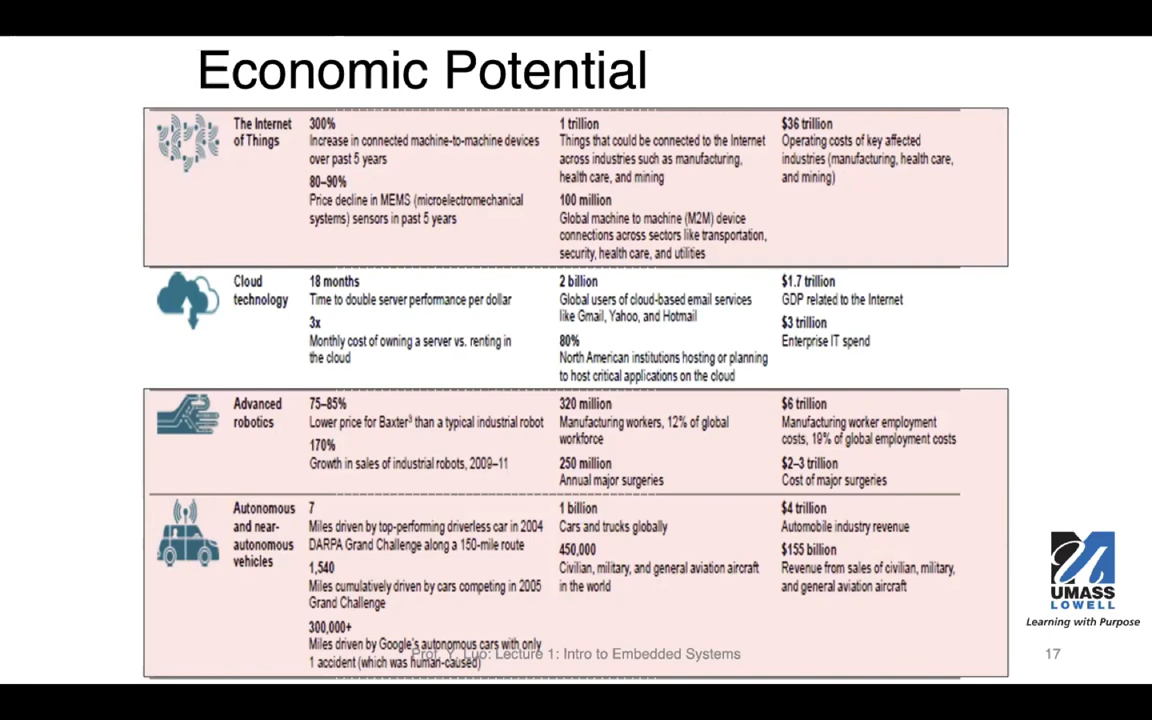 Economic Potential
The Internet
of Things
300%
Increase in connected machine-to-machine devices
over past 5 years
80–90%
Price decline in MEMS (microelectromechanical
systems) sensors in past 5 years
1 trillion
Things that could be connected to the Internet
across industries such as manufacturing,
health care, and mining
100 million
Global machine to machine (M2M) device
connections across sectors like transportation,
security, health care, and utilities
$36 trillion
Operating costs of key affected
industries (manufacturing, health care,
and mining)
Cloud
technology
18 months
Time to double server performance per dollar
3x
Monthly cost of owning a server vs. renting in
the cloud
2 billion
Global users of cloud-based email services
like Gmail, Yahoo, and Hotmail
80%
North American institutions hosting or planning
to host critical applications on the cloud
$1.7 trillion
GDP related to the Internet
$3 trillion
Enterprise IT spend
Advanced
robotics
75–85%
Lower price for Baxter³ than a typical industrial robot
170%
Growth in sales of industrial robots, 2009–11
320 million
Manufacturing workers, 12% of global
workforce
250 million
Annual major surgeries
$6 trillion
Manufacturing worker employment
costs, 19% of global employment costs
$2–3 trillion
Cost of major surgeries
Autonomous
and near-
autonomous
vehicles
7
Miles driven by top-performing driverless car in 2004
DARPA Grand Challenge along a 150-mile route
1,540
Miles cumulatively driven by cars competing in 2005
Grand Challenge
300,000+
Miles driven by Google's autonomous cars with only
1 accident (which was human-caused)
1 billion
Cars and trucks globally
450,000
Civilian, military, and general aviation aircraft
in the world
$4 trillion
Automobile industry revenue
$155 billion
Revenue from sales of civilian, military,
and general aviation aircraft
UMASS
LOWELL
Learning with Purpose
Prof. Y. Luo: Lecture 1: Intro to Embedded Systems
17